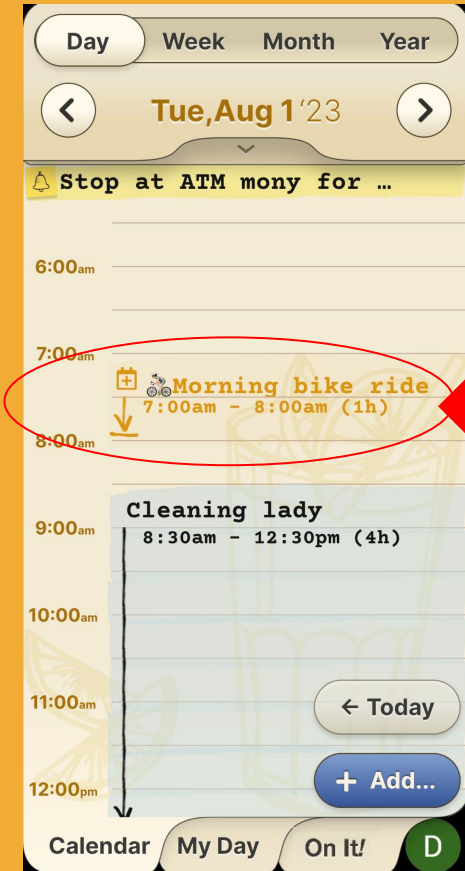 Day Week Month Year
Tue,Aug 1 '23
Stop at ATM mony for …
6:00am
7:00am
Morning bike ride
7:00am - 8:00am (1h)
8:00am
Cleaning lady
8:30am - 12:30pm (4h)
9:00am
10:00am
11:00am
← Today
12:00pm
+ Add...
Calendar My Day On It! D